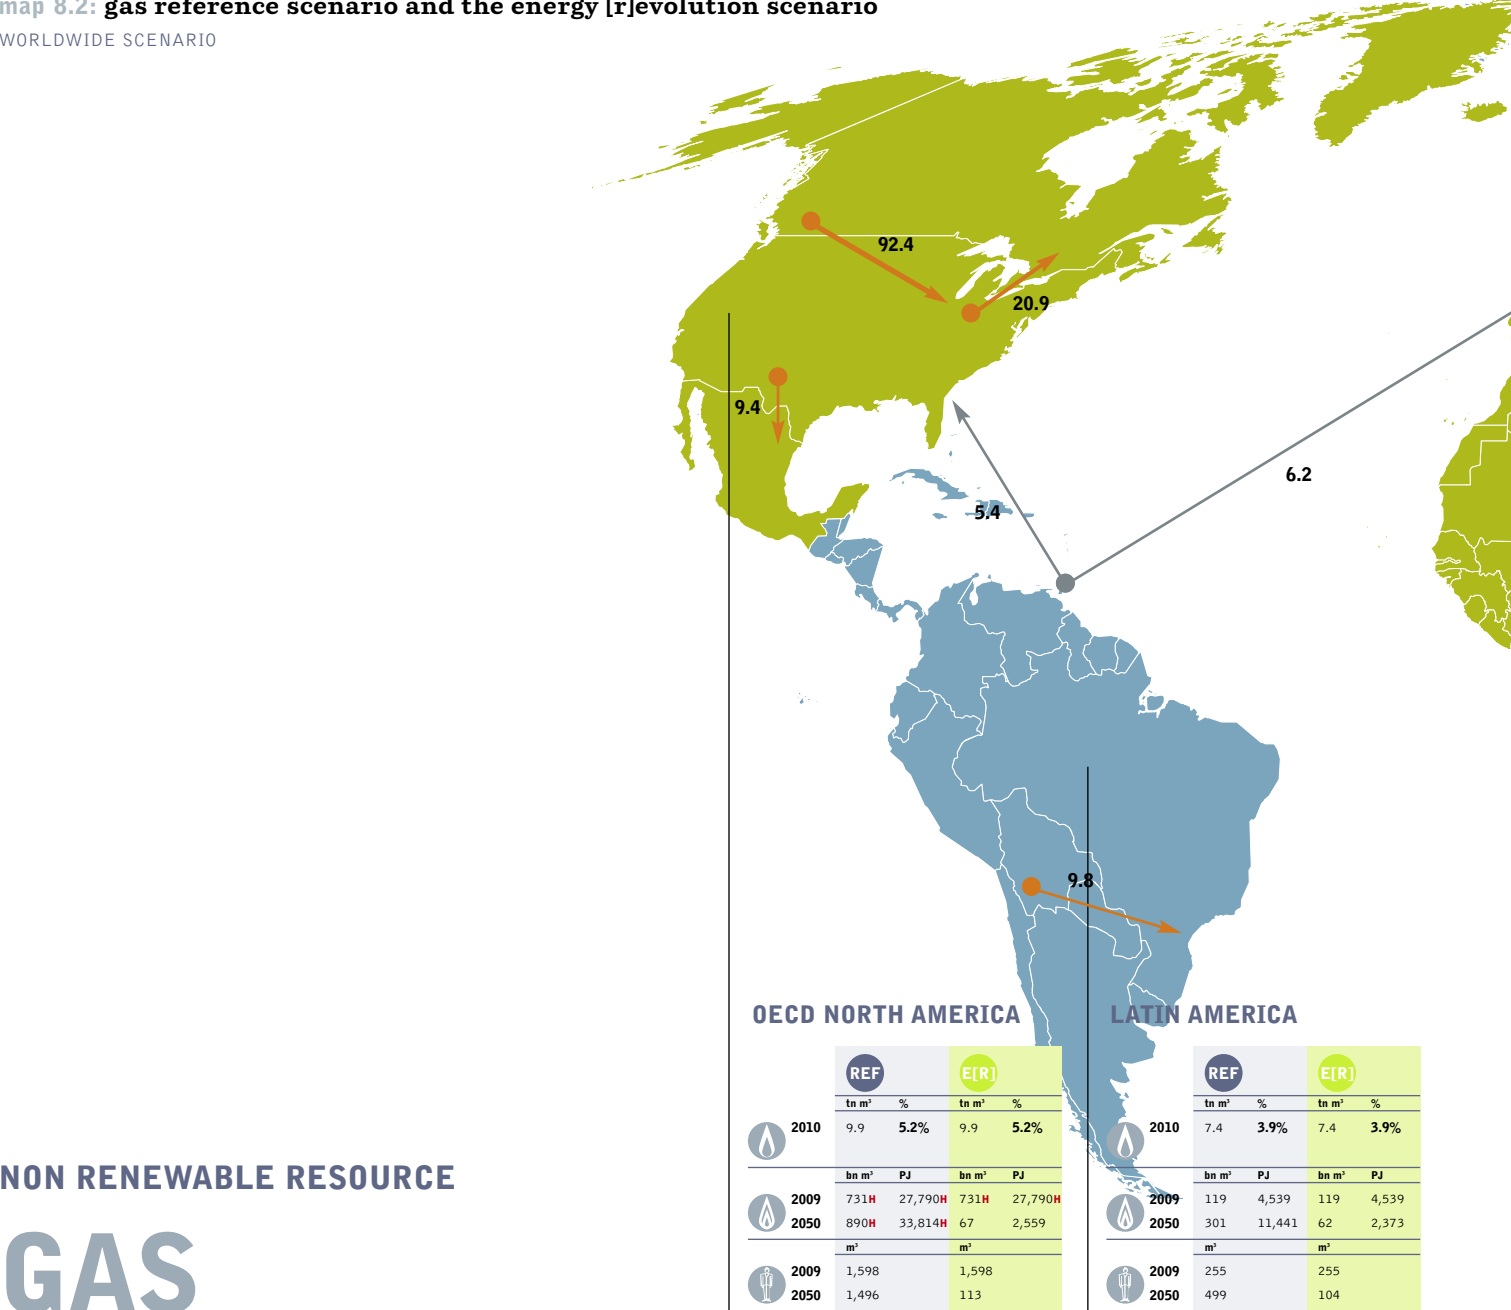 map 8.2: gas reference scenario and the energy [r]evolution scenario
WORLDWIDE SCENARIO
92.4
20.9
9.4
6.2
5.4
9.8
OECD NORTH AMERICA
REF E[R]
tn m³ % tn m³ %
2010 9.9 5.2% 9.9 5.2%
bn m³ PJ bn m³ PJ
2009 731H 27,790H 731H 27,790H
2050 890H 33,814H 67 2,559
m³ m³
2009 1,598 1,598
2050 1,496 113
LATIN AMERICA
REF E[R]
tn m³ % tn m³ %
2010 7.4 3.9% 7.4 3.9%
bn m³ PJ bn m³ PJ
2009 119 4,539 119 4,539
2050 301 11,441 62 2,373
m³ m³
2009 255 255
2050 499 104
NON RENEWABLE RESOURCE
GAS